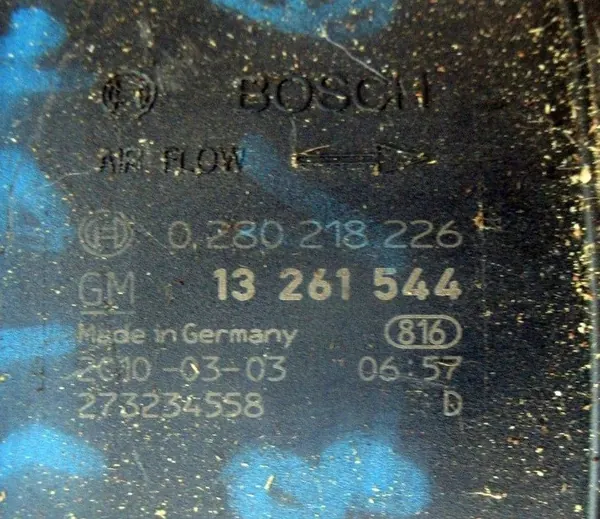 BOSCH
AIR FLOW
0 280 218 226
GM 13 261 544
Made in Germany 816
2010-03-03 06:57
273234558 D